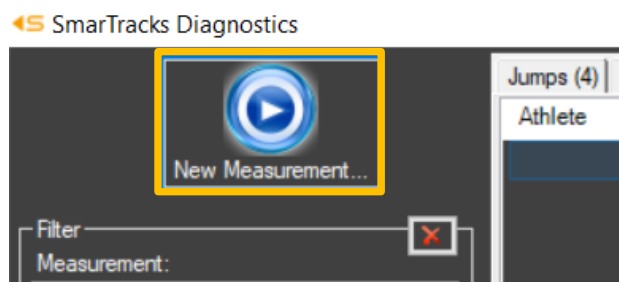 SmarTracks Diagnostics
New Measurement...
Jumps (4)
Athlete
Filter
Measurement: